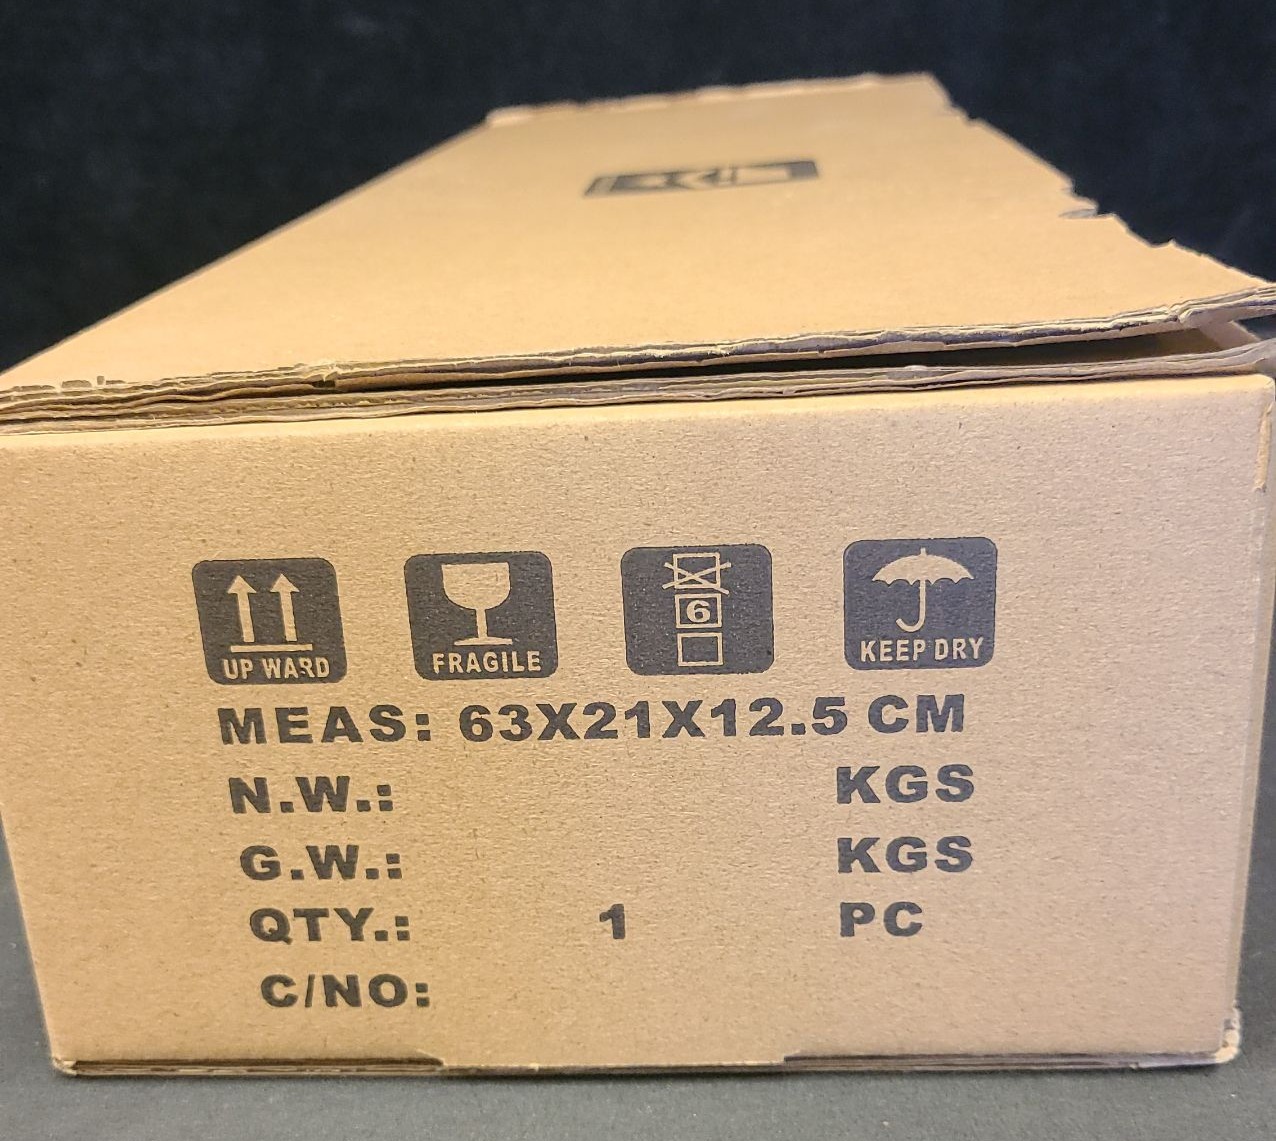 UP WARD
FRAGILE
6
KEEP DRY
MEAS: 63X21X12.5 CM
N.W.: KGS
G.W.: KGS
QTY.: 1 PC
C/NO: